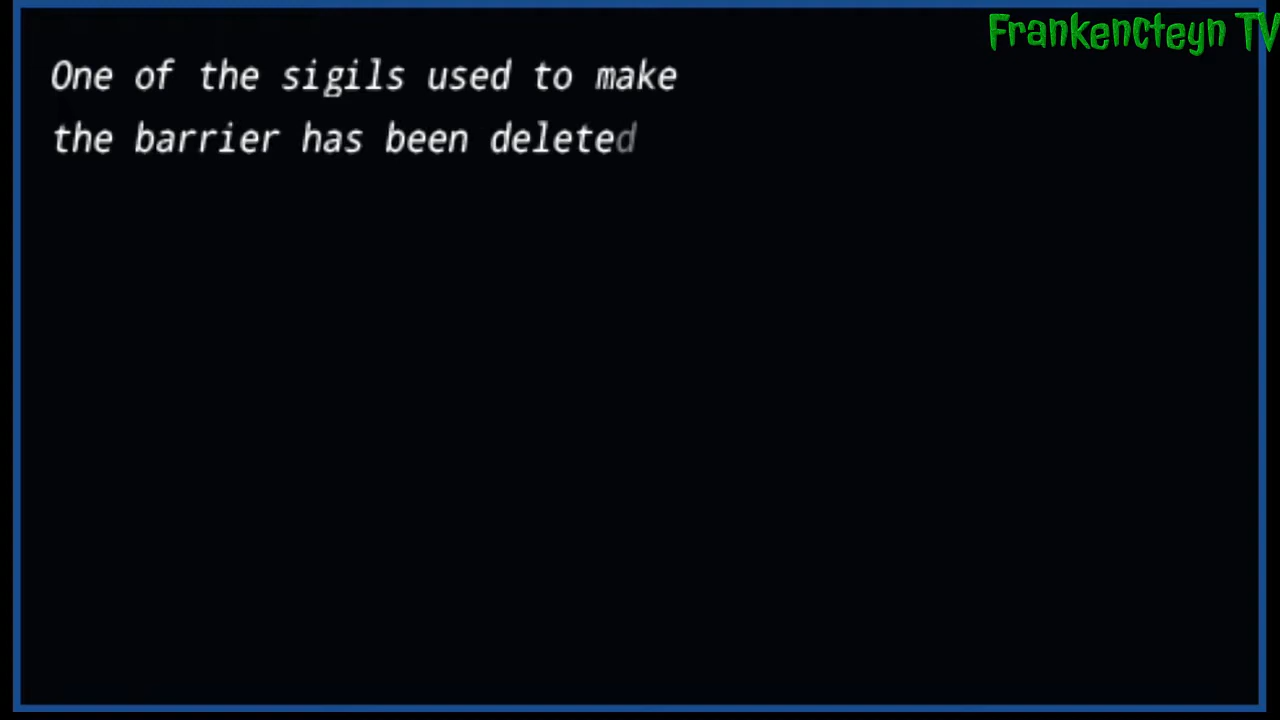 FrankenCteyn TV
One of the sigils used to make
the barrier has been deleted